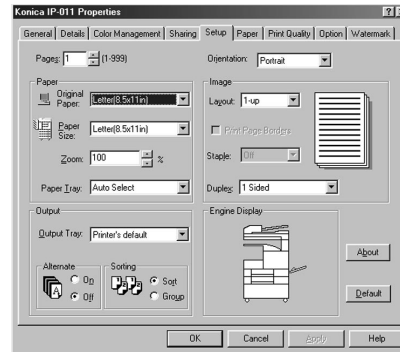 Konica IP-011 Properties
General Details Color Management Sharing Setup Paper Print Quality Option Watermark
Pages: 1 (1-999) Orientation: Portrait
Paper
Original Paper: Letter(8.5x11in)
Paper Size: Letter(8.5x11in)
Zoom: 100 %
Paper Tray: Auto Select
Image
Layout: 1-up
Print Page Borders
Staple: Off
Duplex: 1 Sided
Output
Output Tray: Printer's default
Alternate
On
Off
Sorting
Sort
Group
Engine Display
About
Default
OK Cancel Apply Help